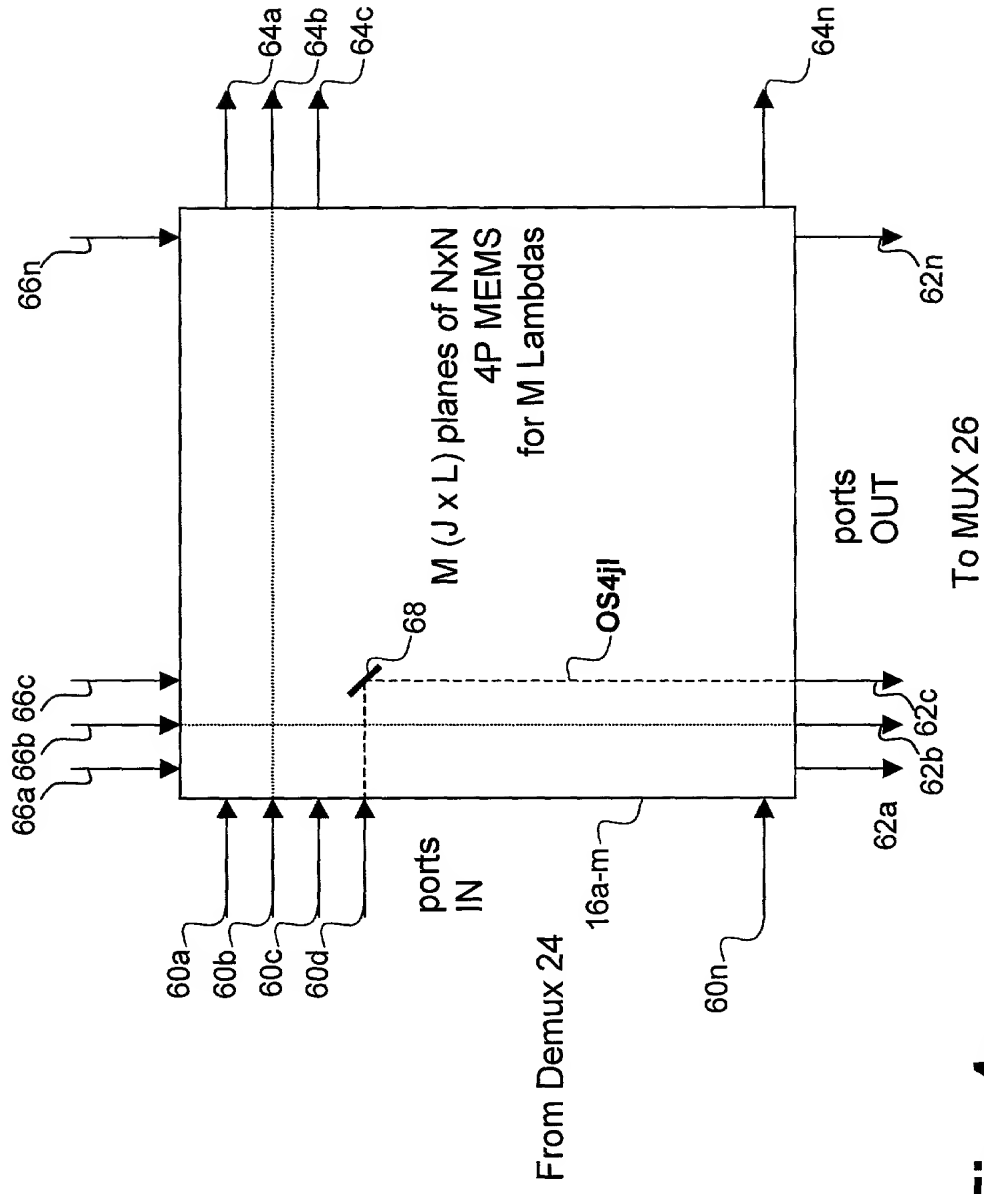 66n
66a
66b
66c
64a
64b
64c
60a
60b
60c
60d
ports
IN
68
M (J x L) planes of NxN
4P MEMS
for M Lambdas
OS4jl
From Demux 24
16a-m
60n
64n
62a
62b
62c
62n
ports
OUT
To MUX 26